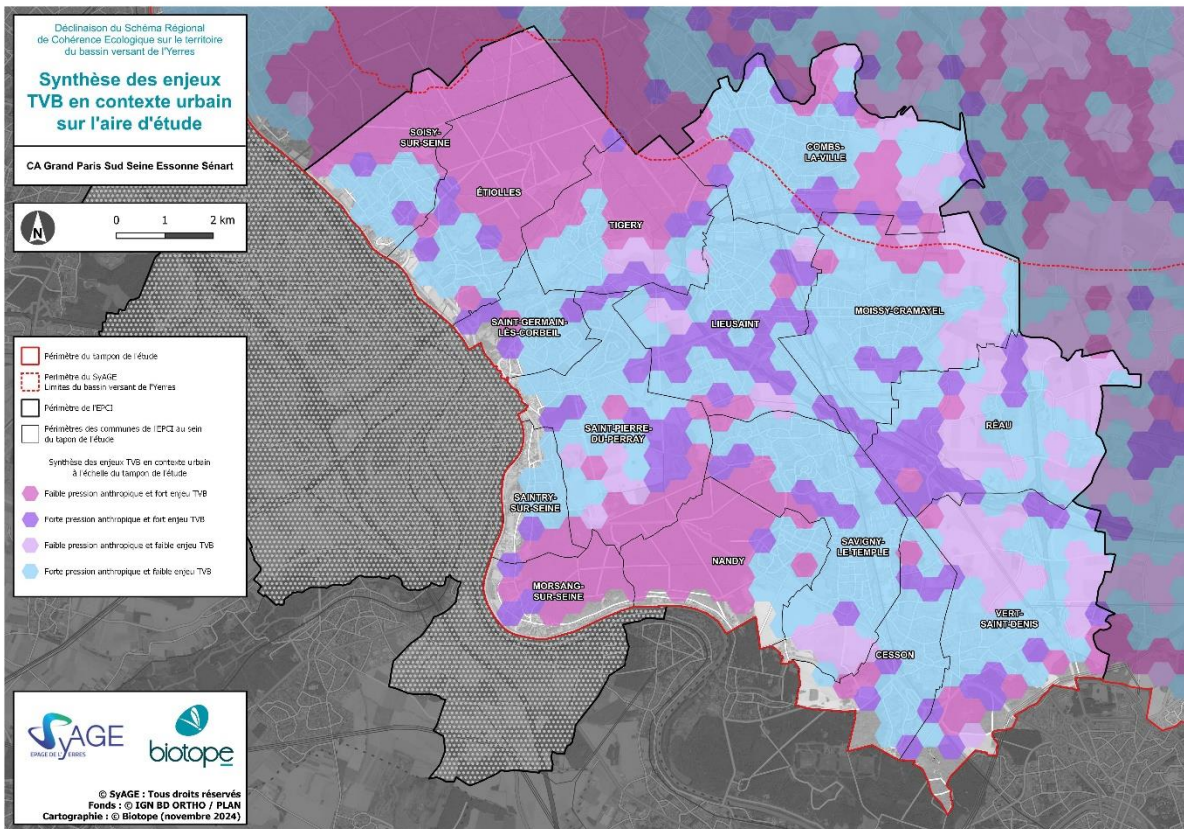 Déclinaison du Schéma Régional
de Cohérence Ecologique sur le territoire
du bassin versant de l'Yerres
Synthèse des enjeux
TVB en contexte urbain
sur l'aire d'étude
CA Grand Paris Sud Seine Essonne Sénart
N
0 1 2 km
Périmètre du tampon de l'étude
Périmètre du SyAGE
Limites du bassin versant de l'Yerres
Périmètre de l'EPCI
Périmètres des communes de l'EPCI au sein
du tapon de l'étude
Synthèse des enjeux TVB en contexte urbain
à l'échelle du tampon de l'étude
Faible pression anthropique et fort enjeu TVB
Forte pression anthropique et fort enjeu TVB
Faible pression anthropique et faible enjeu TVB
Forte pression anthropique et faible enjeu TVB
SOISY-
SUR-SEINE
ÉTIOLLES
TIGERY
COMBS-
LA-VILLE
SAINT-GERMAIN-
LÈS-CORBEIL
LIEUSAINT
MOISSY-CRAMAYEL
SAINT-PIERRE-
DU-PERRAY
RÉAU
SAINTRY-
SUR-SEINE
SAVIGNY-
LE-TEMPLE
NANDY
MORSANG-
SUR-SEINE
VERT-
SAINT-DENIS
CESSON
SyAGE
EPAGE DE L'YERRES
biotope
© SyAGE : Tous droits réservés
Fonds : © IGN BD ORTHO / PLAN
Cartographie : © Biotope (novembre 2024)